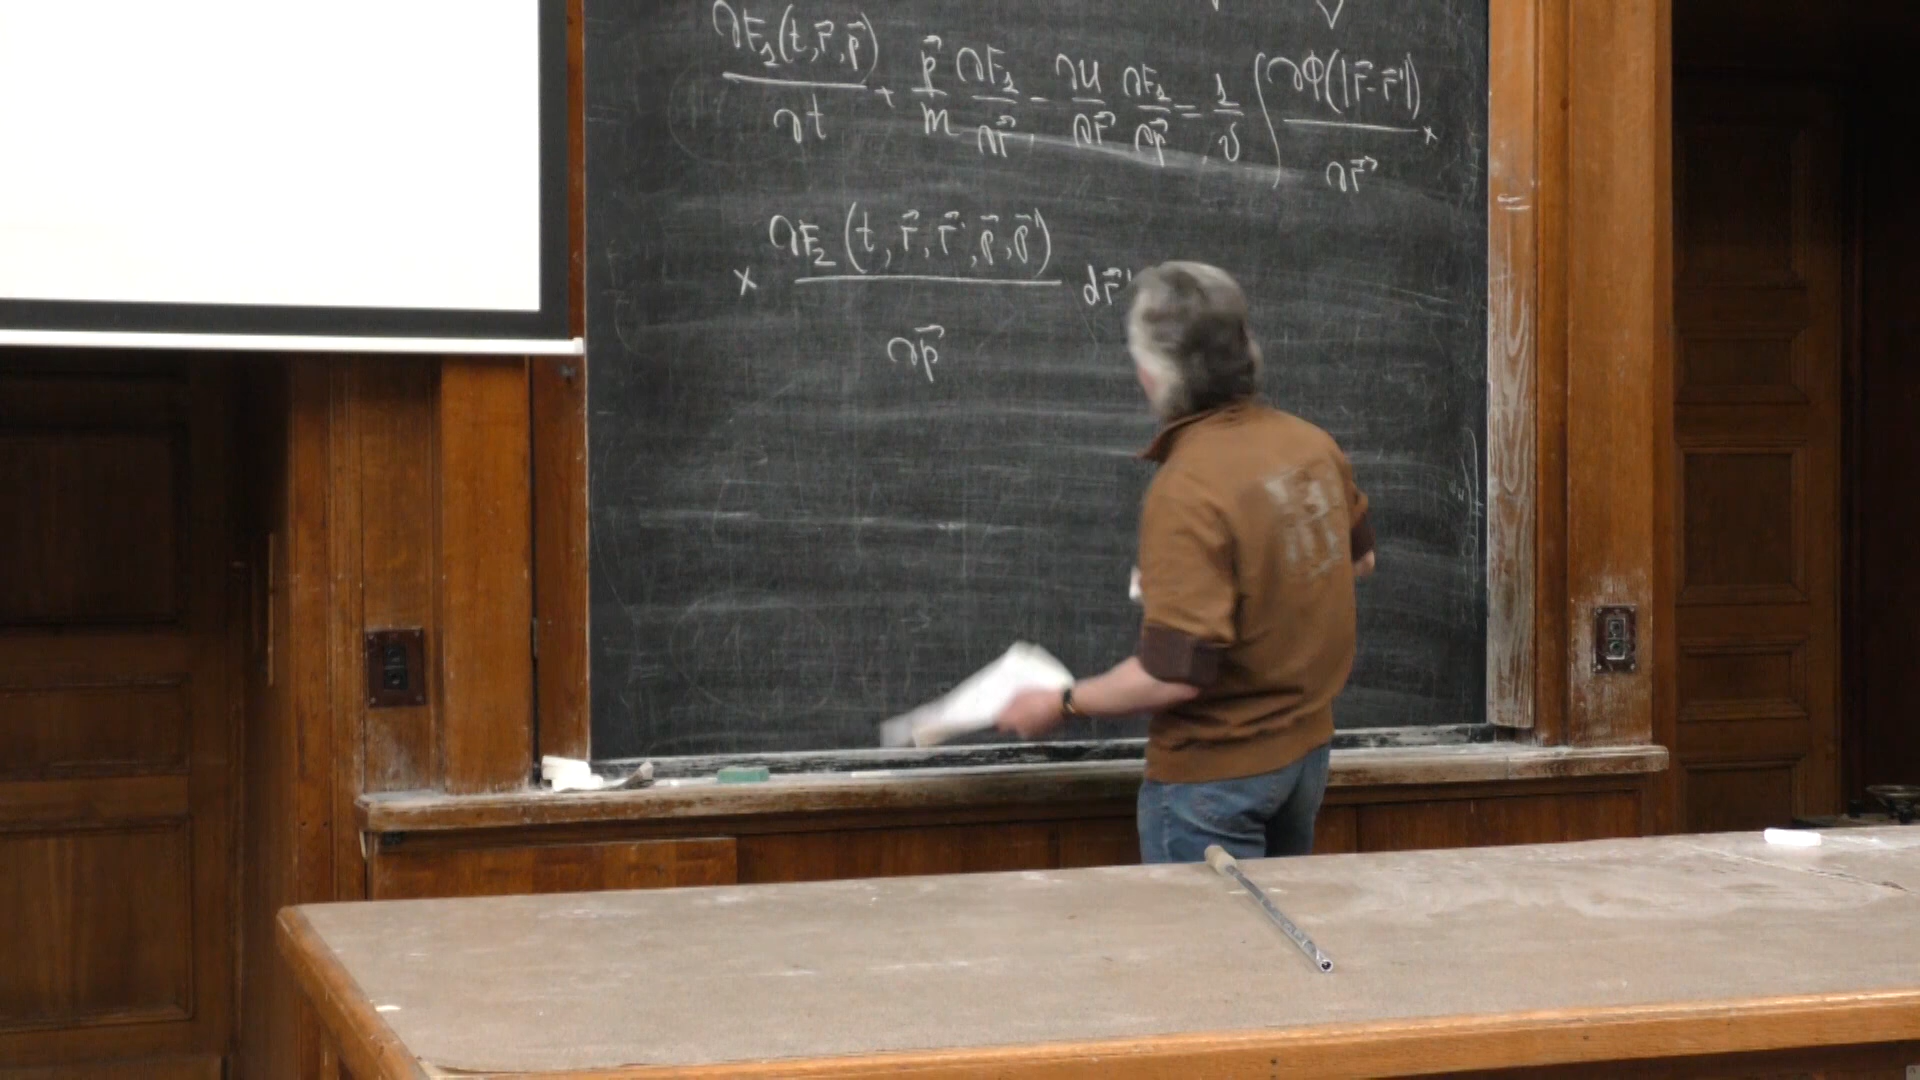 ∂F₁(t, r⃗, p⃗)/∂t + p⃗/m ∂F₁/∂r⃗ - ∂U/∂r⃗ ∂F₁/∂p⃗ = 1/v ∫ ∂Φ(|r⃗-r⃗'|)/∂r⃗ ×
× ∂F₂(t, r⃗, r⃗', p⃗, p⃗')/∂p⃗ dr⃗'